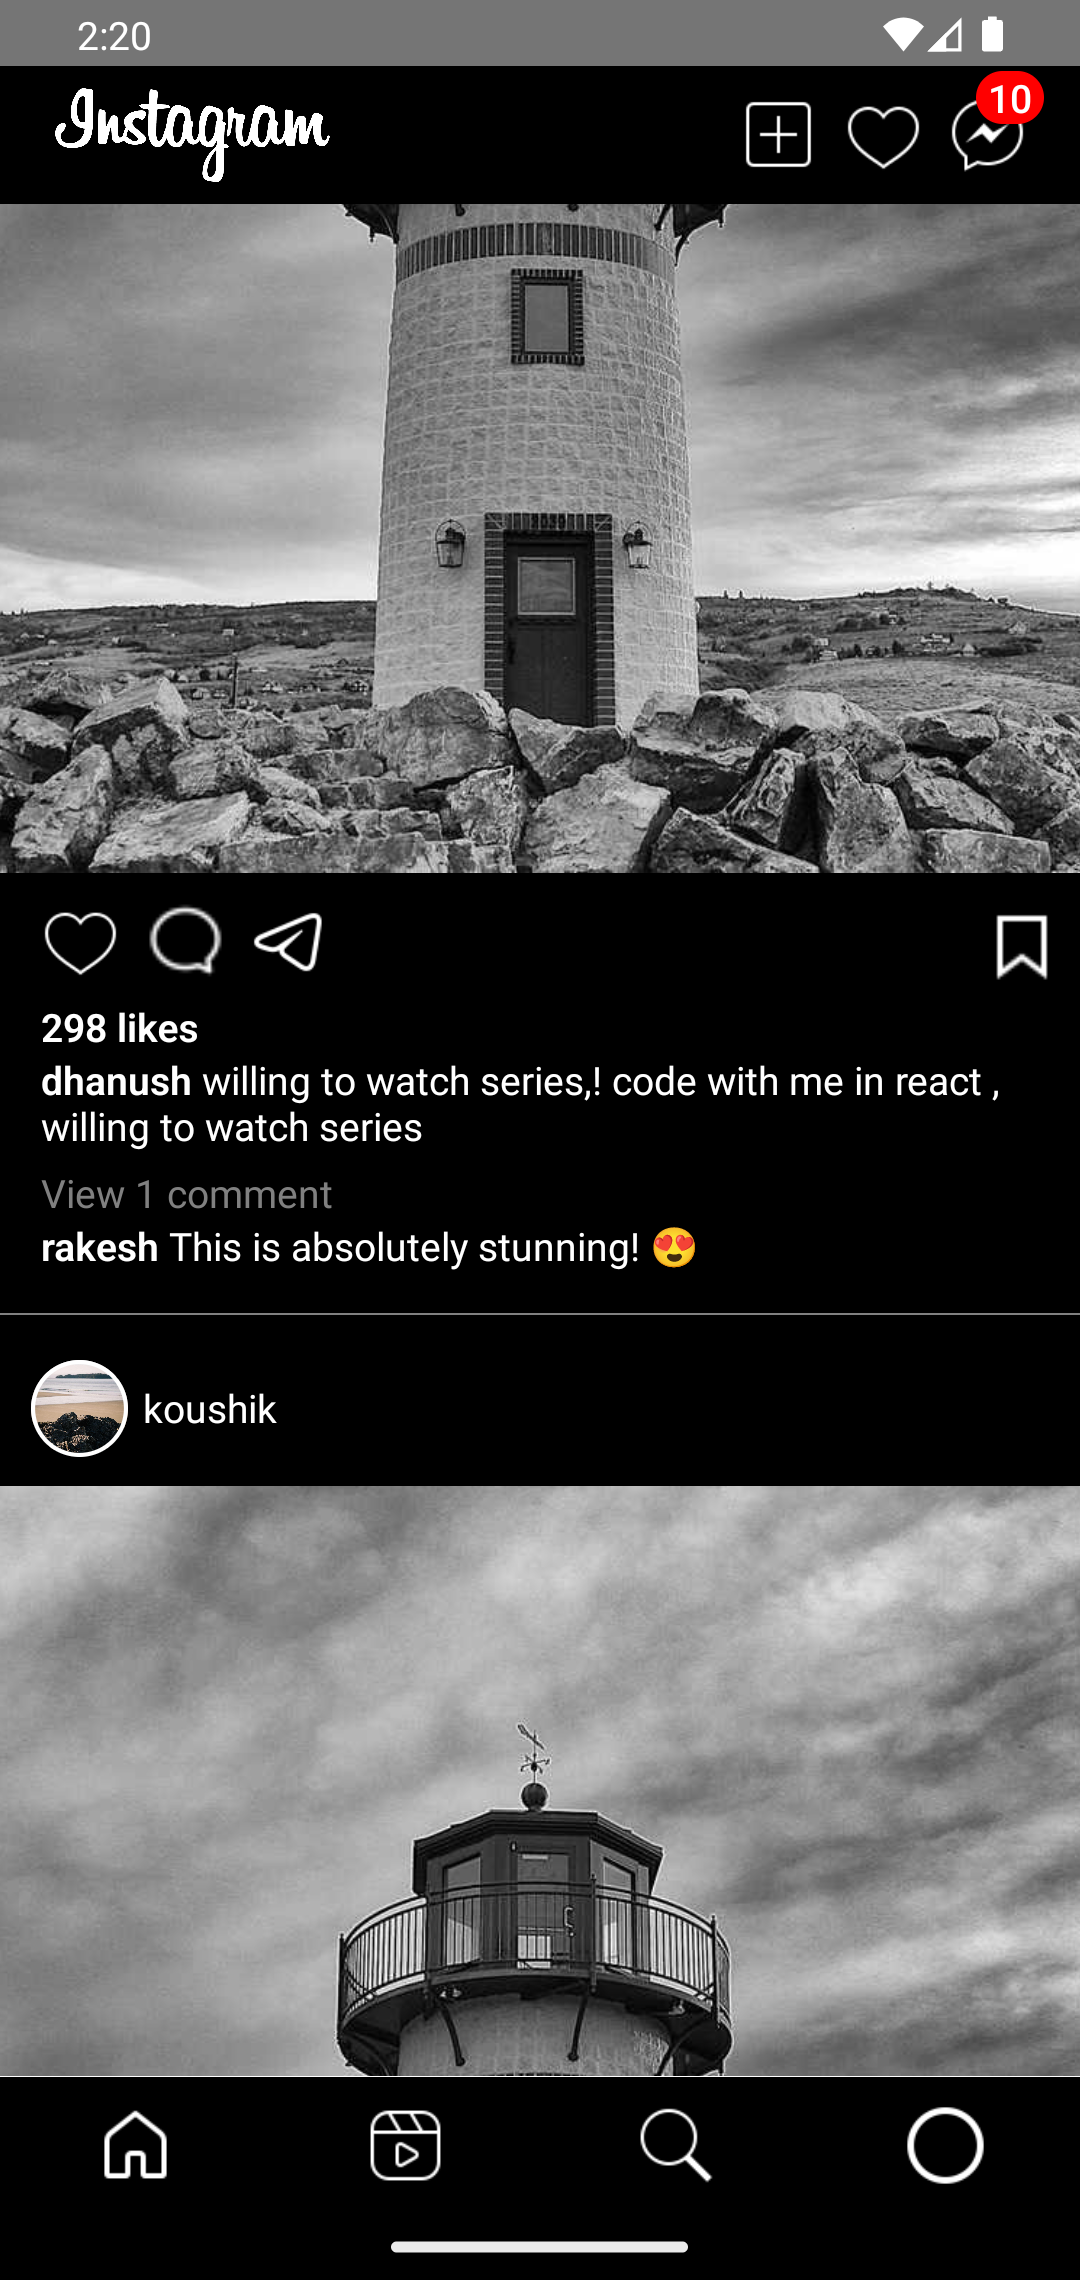 2:20
Instagram
10
298 likes
dhanush willing to watch series,! code with me in react ,
willing to watch series
View 1 comment
rakesh This is absolutely stunning! 😍
koushik